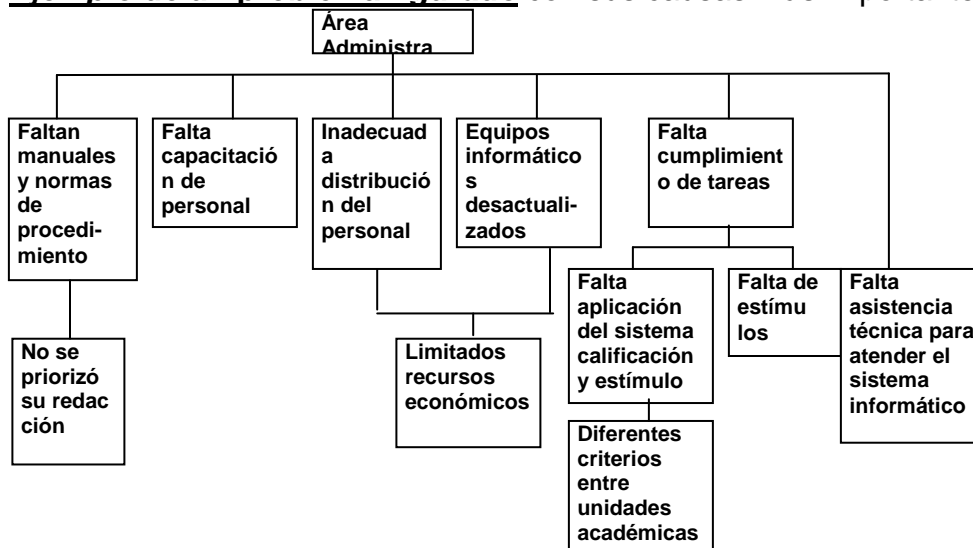 Área
Administra
Faltan
manuales
y normas
de
procedi-
miento
Falta
capacitació
n de
personal
Inadecuad
a
distribució
n del
personal
Equipos
informático
s
desactuali-
zados
Falta
cumplimient
o de tareas
Falta
aplicación
del sistema
calificación
y estímulo
Falta de
estímu
los
Falta
asistencia
técnica para
atender el
sistema
informático
No se
priorizó
su redac
ción
Limitados
recursos
económicos
Diferentes
criterios
entre
unidades
académicas